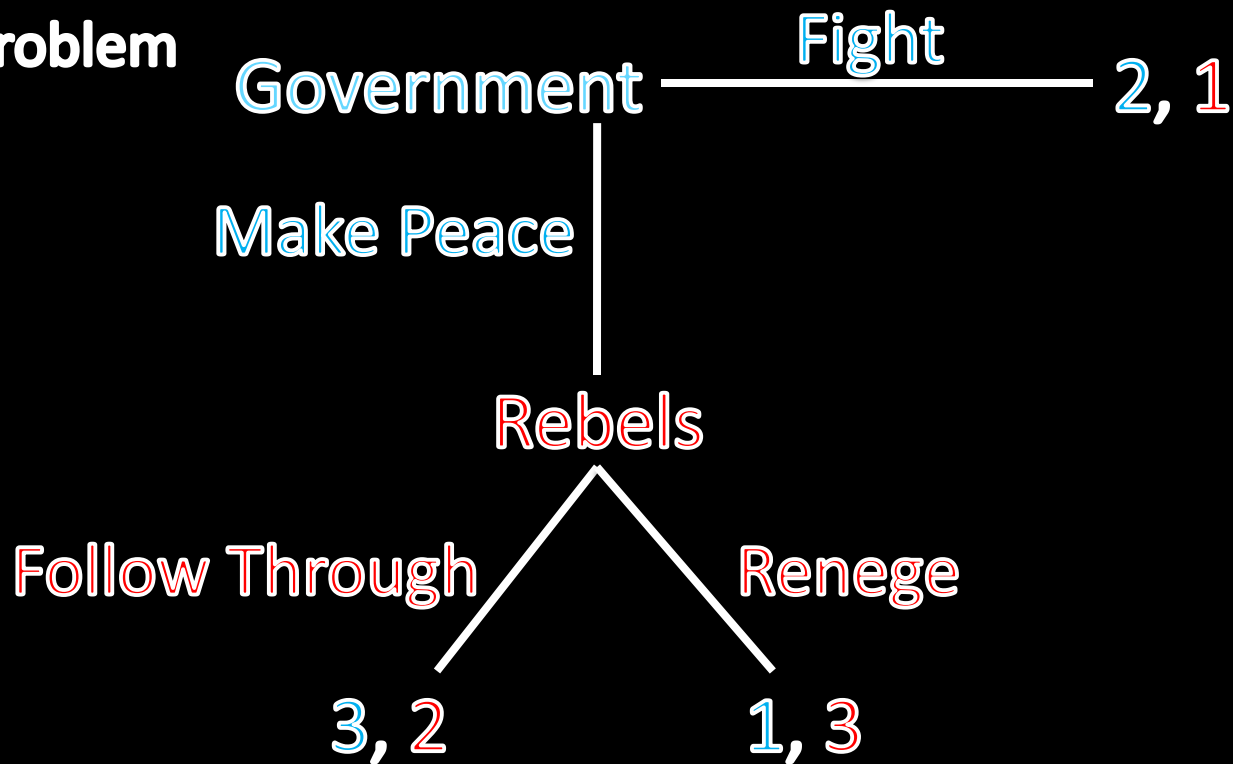 roblem
Fight
Government
2, 1
Make Peace
Rebels
Follow Through
Renege
3, 2
1, 3